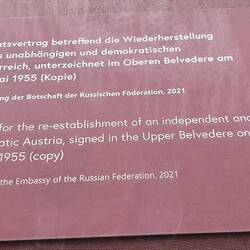 tsvertrag betreffend die Wiederherstellung
s unabhängigen und demokratischen
rreich, unterzeichnet im Oberen Belvedere am
ai 1955 (Kopie)
ng der Botschaft der Russischen Föderation, 2021
for the re-establishment of an independent and
atic Austria, signed in the Upper Belvedere on
1955 (copy)
the Embassy of the Russian Federation, 2021